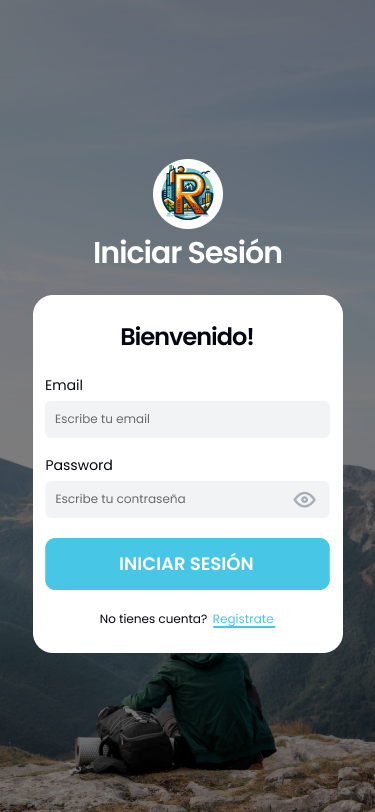 R
Iniciar Sesión
Bienvenido!
Email
Escribe tu email
Password
Escribe tu contraseña
INICIAR SESIÓN
No tienes cuenta? Registrate